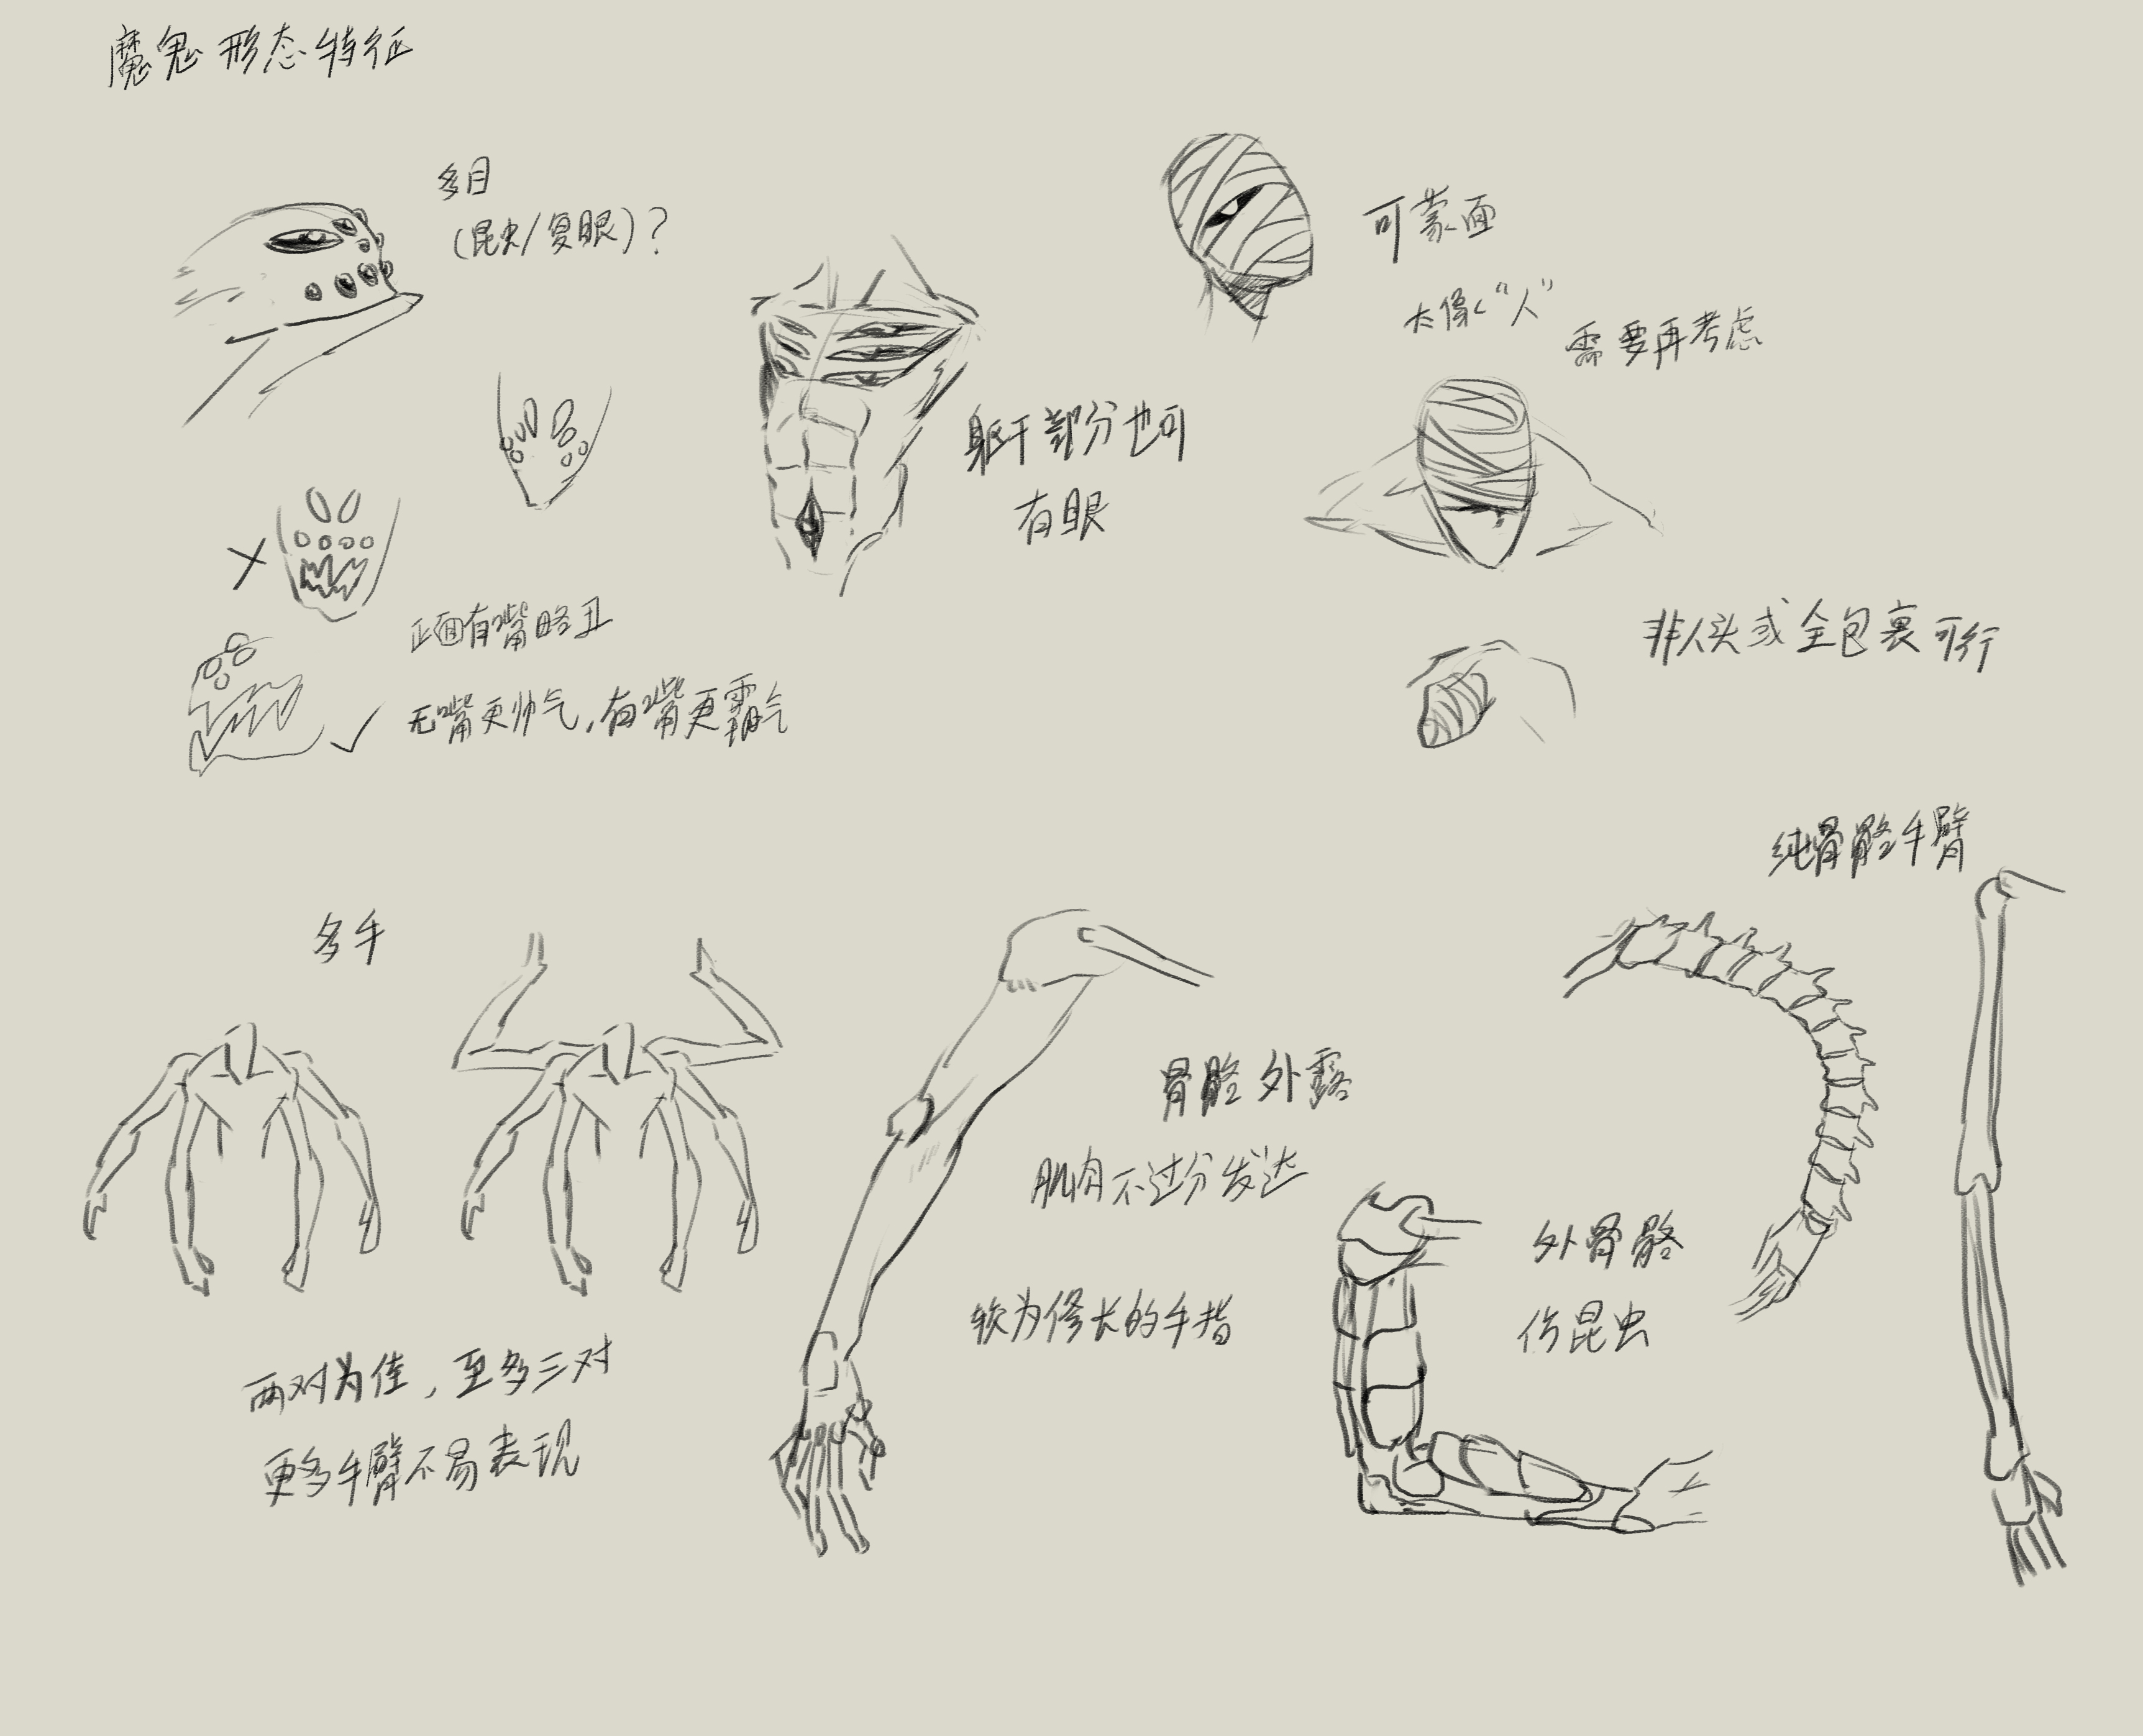 魔鬼形态特征
多目
(昆虫/复眼)?
可蒙面
太像“人”
需要再考虑
躯干部分也可
有眼
正面有嘴略丑
无嘴更帅气,有嘴更霸气
非人头或全包裹可行
纯骨骼手臂
多手
骨骼外露
肌肉不过分发达
较为修长的手指
外骨骼
仿昆虫
两对为佳,至多三对
更多手臂不易表现